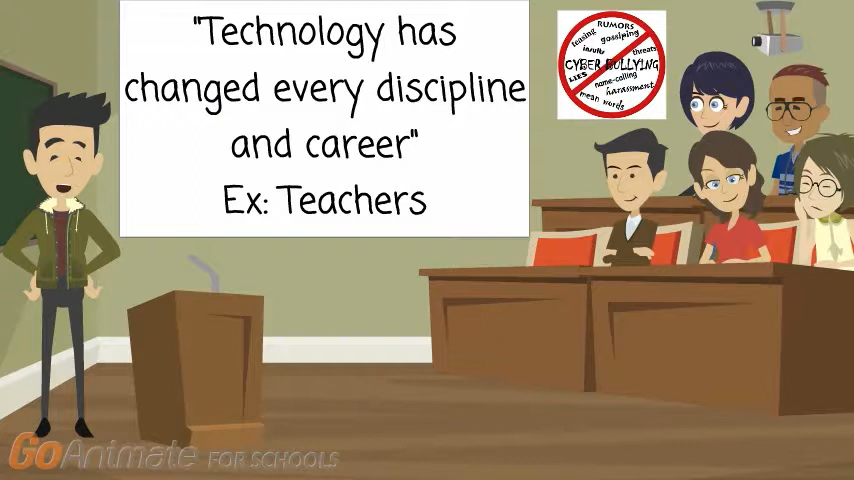 "Technology has
changed every discipline
and career"
Ex: Teachers
RUMORS
teasing gossiping
insults threats
CYBER BULLYING
LIES name-calling
harassment
mean words
GoAnimate FOR SCHOOLS